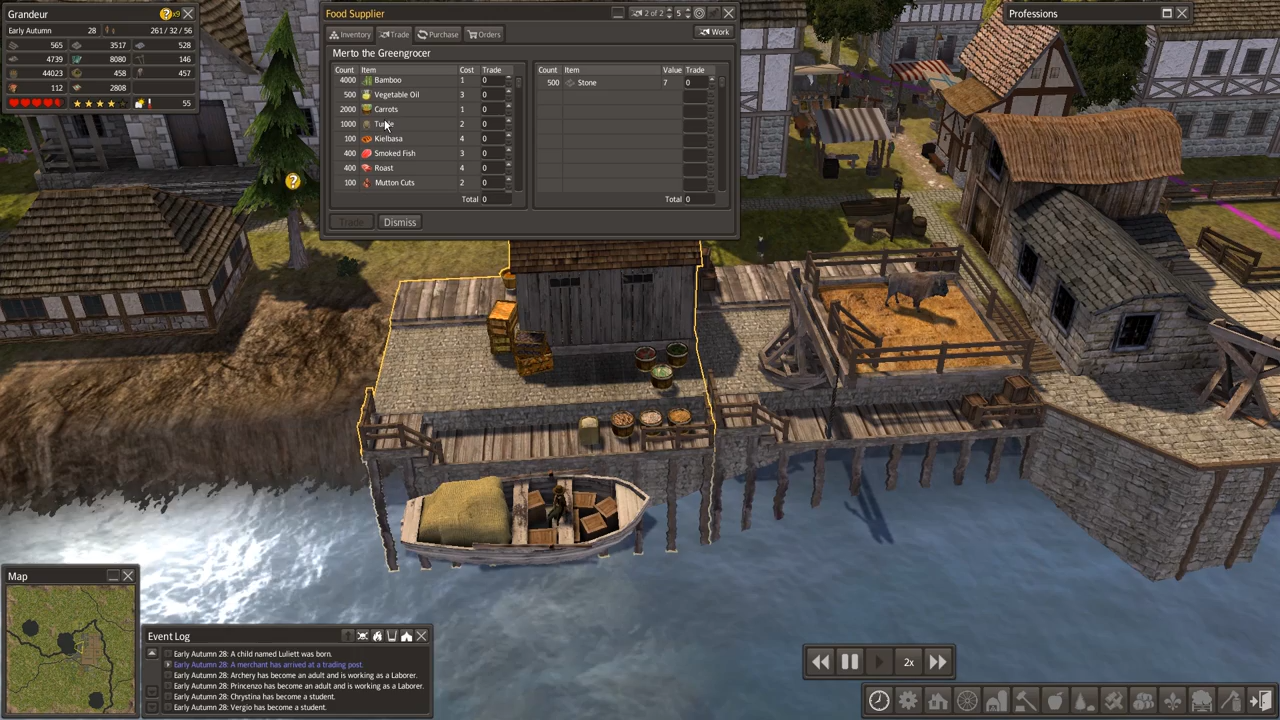 Grandeur
x9
Early Autumn 28 261 / 32 / 56
565 3517 528
4739 8080 146
44023 458 457
112 2808
55
Food Supplier
2 of 2 5
Inventory Trade Purchase Orders
Work
Merto the Greengrocer
Count Item Cost Trade
4000 Bamboo 1 0
500 Vegetable Oil 3 0
2000 Carrots 1 0
1000 2 0
100 Kielbasa 4 0
400 Smoked Fish 3 0
400 Roast 4 0
100 Mutton Cuts 2 0
Total 0
Count Item Value Trade
500 Stone 7 0
Total 0
Trade Dismiss
Professions
Map
Event Log
Early Autumn 28: A child named Luliett was born.
Early Autumn 28: A merchant has arrived at a trading post.
Early Autumn 28: Archery has become an adult and is working as a Laborer.
Early Autumn 28: Princenzo has become an adult and is working as a Laborer.
Early Autumn 28: Chrystina has become a student.
Early Autumn 28: Vergio has become a student.
2x